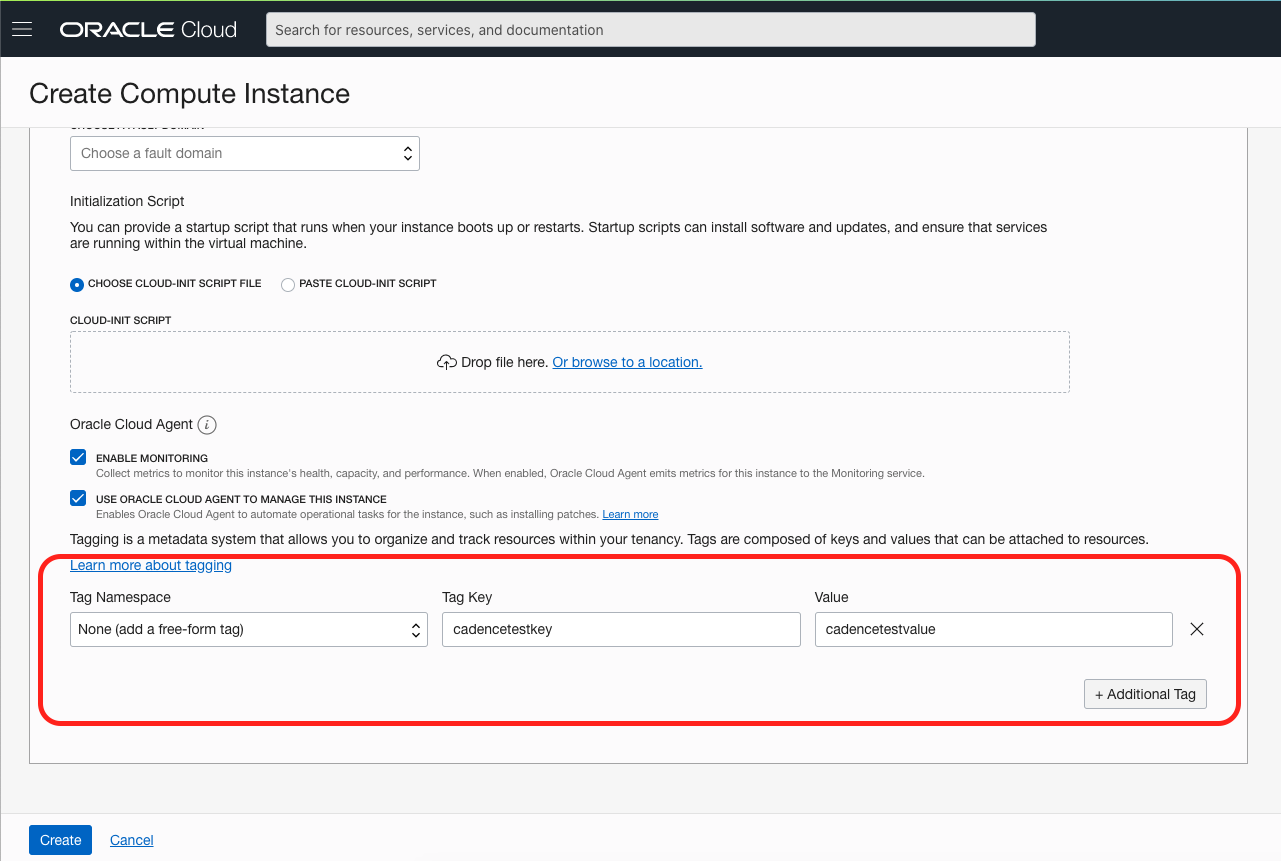 ORACLE Cloud
Search for resources, services, and documentation
Create Compute Instance
Choose a fault domain
Initialization Script
You can provide a startup script that runs when your instance boots up or restarts. Startup scripts can install software and updates, and ensure that services
are running within the virtual machine.
CHOOSE CLOUD-INIT SCRIPT FILE
PASTE CLOUD-INIT SCRIPT
CLOUD-INIT SCRIPT
Drop file here. Or browse to a location.
Oracle Cloud Agent i
ENABLE MONITORING
Collect metrics to monitor this instance's health, capacity, and performance. When enabled, Oracle Cloud Agent emits metrics for this instance to the Monitoring service.
USE ORACLE CLOUD AGENT TO MANAGE THIS INSTANCE
Enables Oracle Cloud Agent to automate operational tasks for the instance, such as installing patches. Learn more
Tagging is a metadata system that allows you to organize and track resources within your tenancy. Tags are composed of keys and values that can be attached to resources.
Learn more about tagging
Tag Namespace
Tag Key
Value
None (add a free-form tag)
cadencetestkey
cadencetestvalue
+ Additional Tag
Create
Cancel